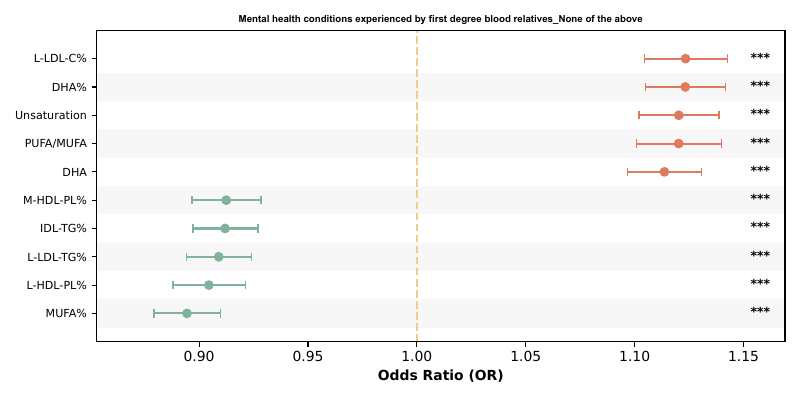 Mental health conditions experienced by first degree blood relatives_None of the above
L-LDL-C% ***
DHA% ***
Unsaturation ***
PUFA/MUFA ***
DHA ***
M-HDL-PL% ***
IDL-TG% ***
L-LDL-TG% ***
L-HDL-PL% ***
MUFA% ***
0.90 0.95 1.00 1.05 1.10 1.15
Odds Ratio (OR)